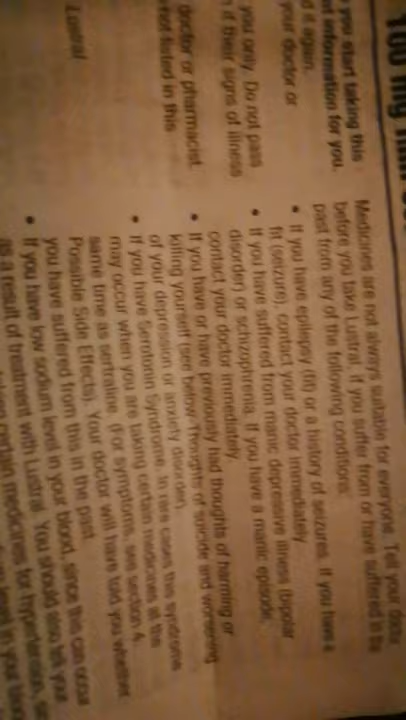 100 mg
you start taking this
information for you.
it again.
your doctor or
you only. Do not pass
if their signs of illness
doctor or pharmacist.
not listed in this
Lustral
Medicines are not always suitable for everyone. Tell your
before you take Lustral, if you suffer from or have suffered in the
past from any of the following conditions:
• If you have epilepsy (fit) or a history of seizures. If you have a
fit (seizure), contact your doctor immediately.
• If you have suffered from manic depressive illness (bipolar
disorder) or schizophrenia. If you have a manic episode,
contact your doctor immediately.
• If you have or have previously had thoughts of harming or
killing yourself (see below Thoughts of suicide and worsening
of your depression or anxiety disorder).
• If you have Serotonin Syndrome. In rare cases this syndrome
may occur when you are taking certain medicines at the
same time as sertraline. (For symptoms, see section 4.
Possible Side Effects). Your doctor will have told you whether
you have suffered from this in the past.
• If you have low sodium level in your blood, since this can occur
as a result of treatment with Lustral. You should also tell your
certain medicines for hypertension,
level in your blood